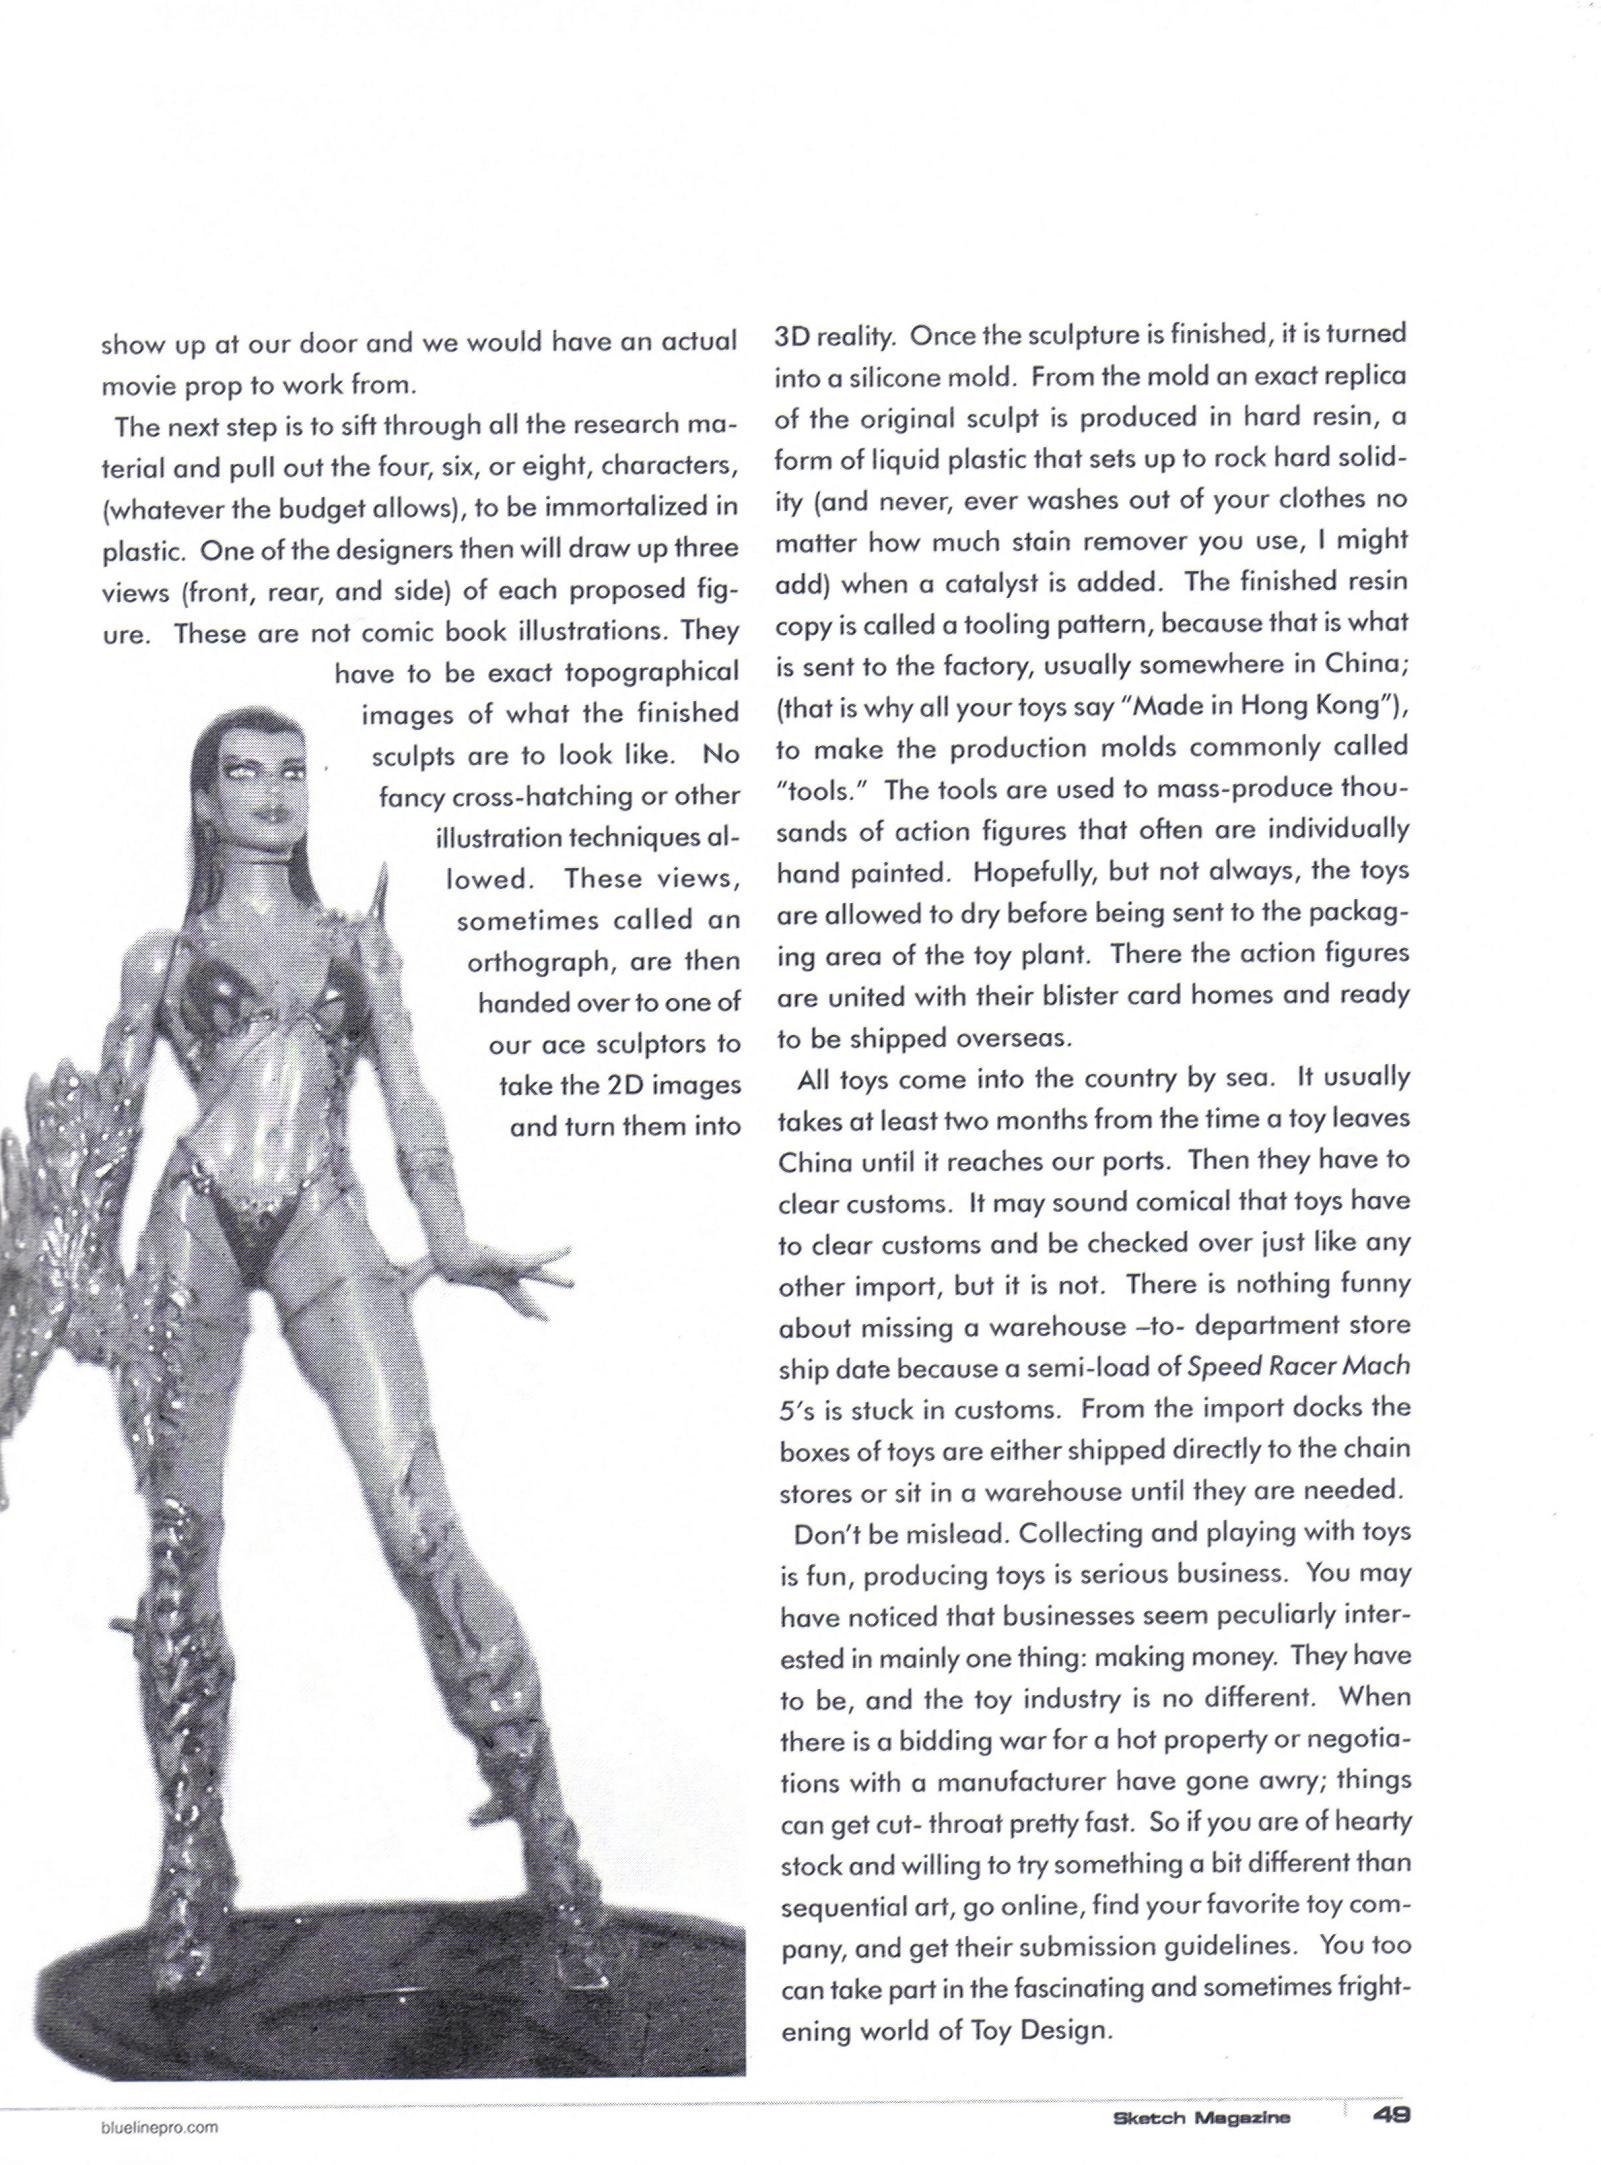 show up at our door and we would have an actual
movie prop to work from.
The next step is to sift through all the research ma-
terial and pull out the four, six, or eight, characters,
(whatever the budget allows), to be immortalized in
plastic. One of the designers then will draw up three
views (front, rear, and side) of each proposed fig-
ure. These are not comic book illustrations. They
have to be exact topographical
images of what the finished
sculpts are to look like. No
fancy cross-hatching or other
illustration techniques al-
lowed. These views,
sometimes called an
orthograph, are then
handed over to one of
our ace sculptors to
take the 2D images
and turn them into
3D reality. Once the sculpture is finished, it is turned
into a silicone mold. From the mold an exact replica
of the original sculpt is produced in hard resin, a
form of liquid plastic that sets up to rock hard solid-
ity (and never, ever washes out of your clothes no
matter how much stain remover you use, I might
add) when a catalyst is added. The finished resin
copy is called a tooling pattern, because that is what
is sent to the factory, usually somewhere in China;
(that is why all your toys say "Made in Hong Kong"),
to make the production molds commonly called
"tools." The tools are used to mass-produce thou-
sands of action figures that often are individually
hand painted. Hopefully, but not always, the toys
are allowed to dry before being sent to the packag-
ing area of the toy plant. There the action figures
are united with their blister card homes and ready
to be shipped overseas.
All toys come into the country by sea. It usually
takes at least two months from the time a toy leaves
China until it reaches our ports. Then they have to
clear customs. It may sound comical that toys have
to clear customs and be checked over just like any
other import, but it is not. There is nothing funny
about missing a warehouse –to- department store
ship date because a semi-load of Speed Racer Mach
5's is stuck in customs. From the import docks the
boxes of toys are either shipped directly to the chain
stores or sit in a warehouse until they are needed.
Don't be mislead. Collecting and playing with toys
is fun, producing toys is serious business. You may
have noticed that businesses seem peculiarly inter-
ested in mainly one thing: making money. They have
to be, and the toy industry is no different. When
there is a bidding war for a hot property or negotia-
tions with a manufacturer have gone awry; things
can get cut- throat pretty fast. So if you are of hearty
stock and willing to try something a bit different than
sequential art, go online, find your favorite toy com-
pany, and get their submission guidelines. You too
can take part in the fascinating and sometimes fright-
ening world of Toy Design.
bluelinepro.com
Sketch Magazine 49